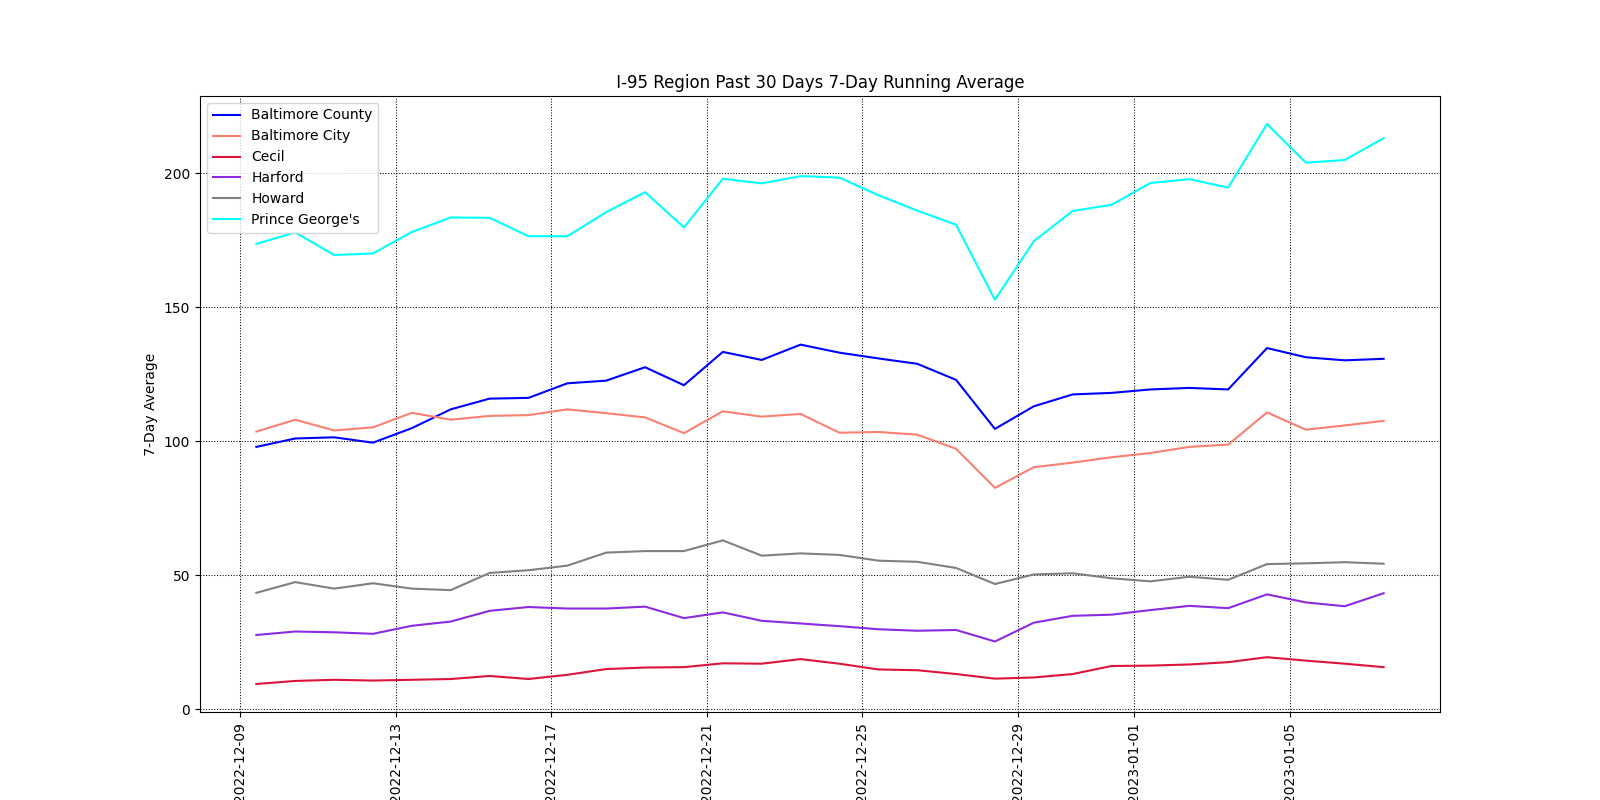 I-95 Region Past 30 Days 7-Day Running Average
Baltimore County
Baltimore City
Cecil
Harford
Howard
Prince George's
200
150
100
50
0
7-Day Average
2022-12-09
2022-12-13
2022-12-17
2022-12-21
2022-12-25
2022-12-29
2023-01-01
2023-01-05